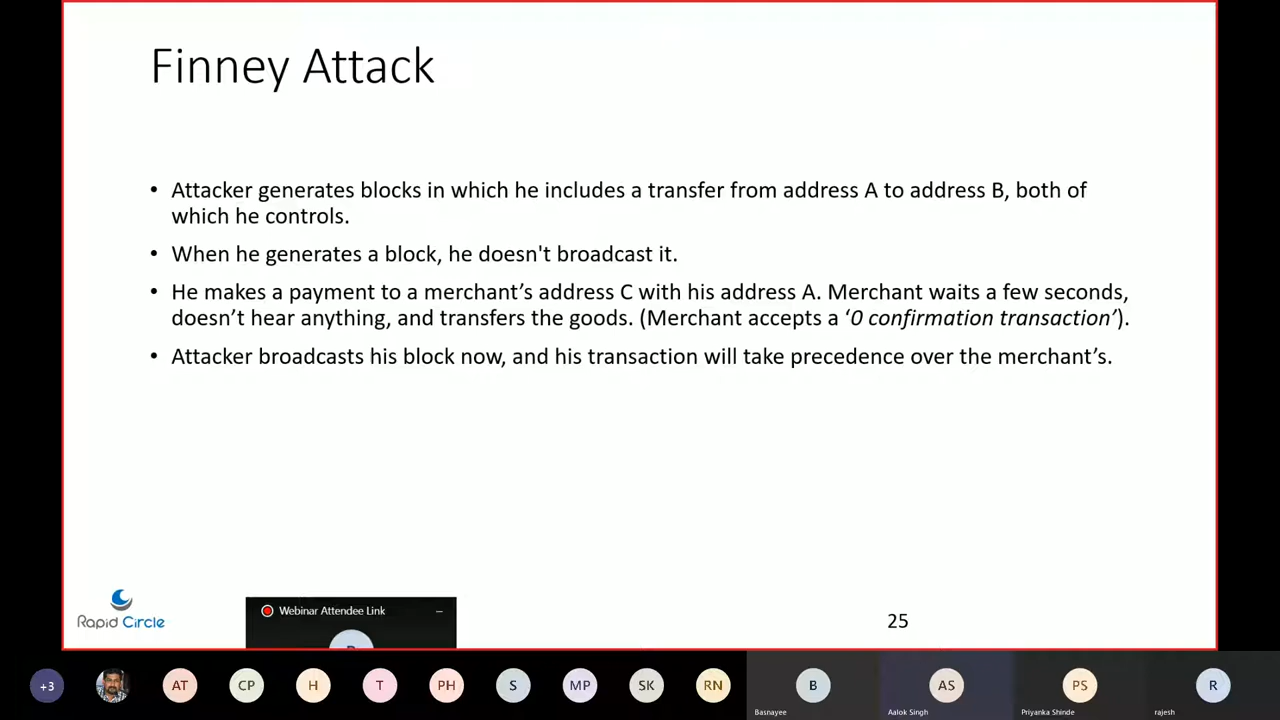 Finney Attack
• Attacker generates blocks in which he includes a transfer from address A to address B, both of
which he controls.
• When he generates a block, he doesn't broadcast it.
• He makes a payment to a merchant’s address C with his address A. Merchant waits a few seconds,
doesn’t hear anything, and transfers the goods. (Merchant accepts a ‘0 confirmation transaction’).
• Attacker broadcasts his block now, and his transaction will take precedence over the merchant’s.
Rapid Circle
Webinar Attendee Link
25
+3
AT
CP
H
T
PH
S
MP
SK
RN
B
AS
PS
R
Basnayee
Aalok Singh
Priyanka Shinde
rajesh